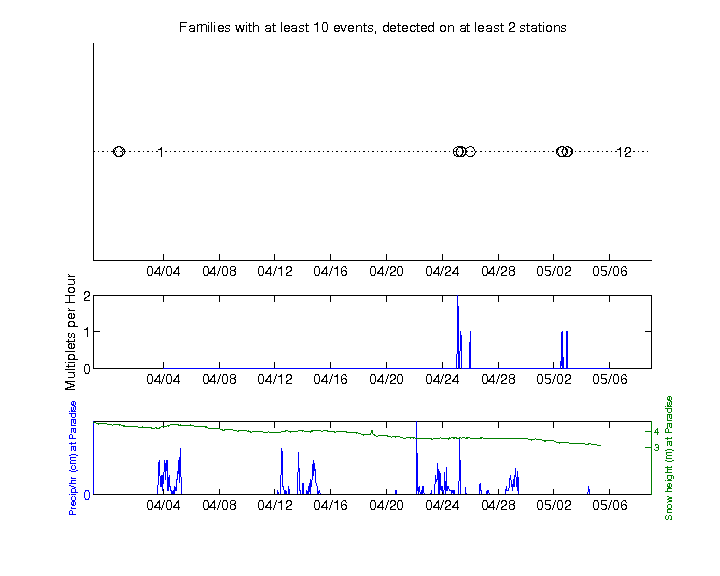 Families with at least 10 events, detected on at least 2 stations
1 12
04/04 04/08 04/12 04/16 04/20 04/24 04/28 05/02 05/06
Multiplets per Hour
2
1
0
04/04 04/08 04/12 04/16 04/20 04/24 04/28 05/02 05/06
Precip/hr (cm) at Paradise
0
4
3
Snow height (m) at Paradise
04/04 04/08 04/12 04/16 04/20 04/24 04/28 05/02 05/06